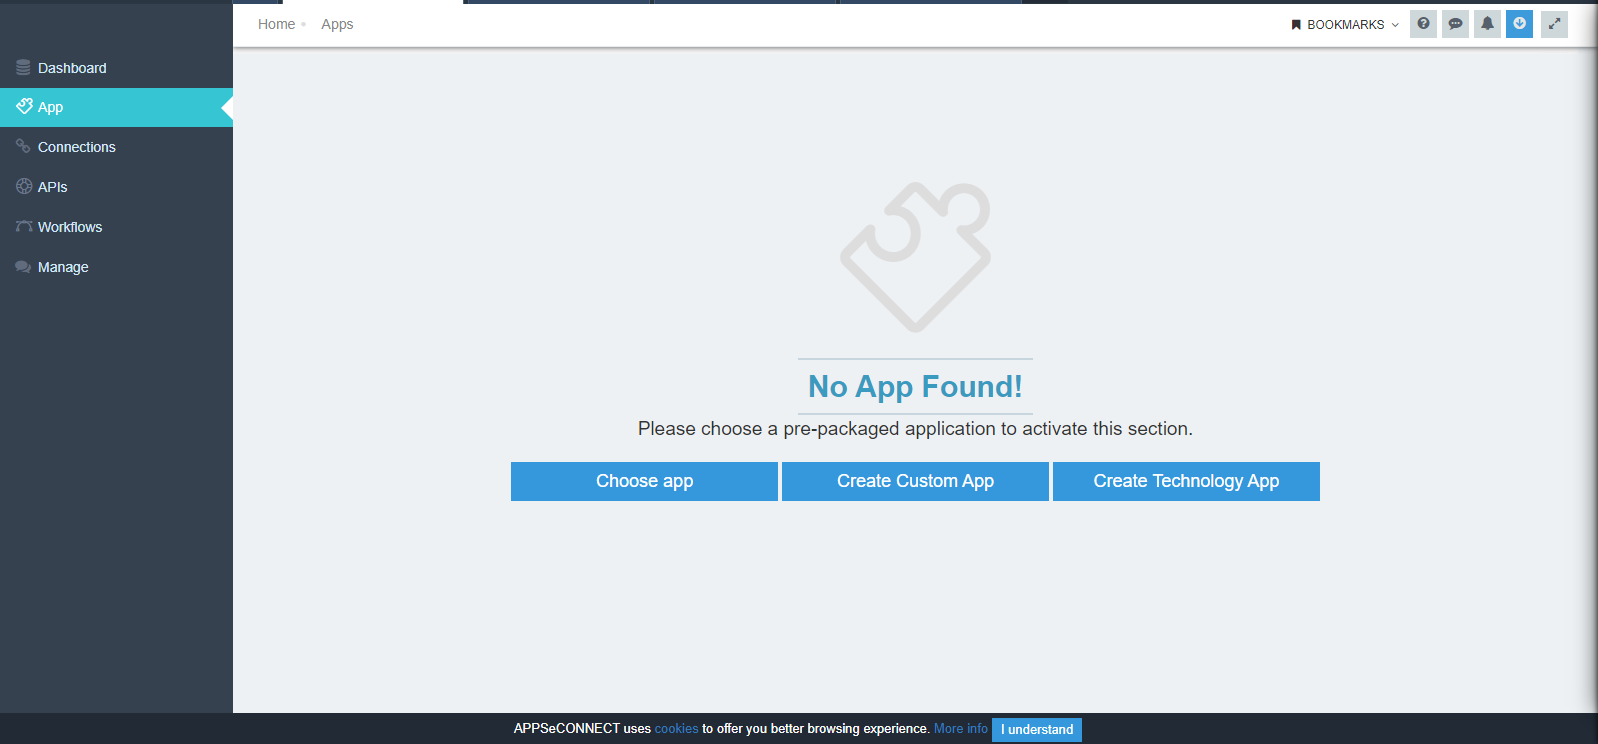 Home Apps
BOOKMARKS
Dashboard
App
Connections
APIs
Workflows
Manage
No App Found!
Please choose a pre-packaged application to activate this section.
Choose app
Create Custom App
Create Technology App
APPSeCONNECT uses cookies to offer you better browsing experience. More info I understand